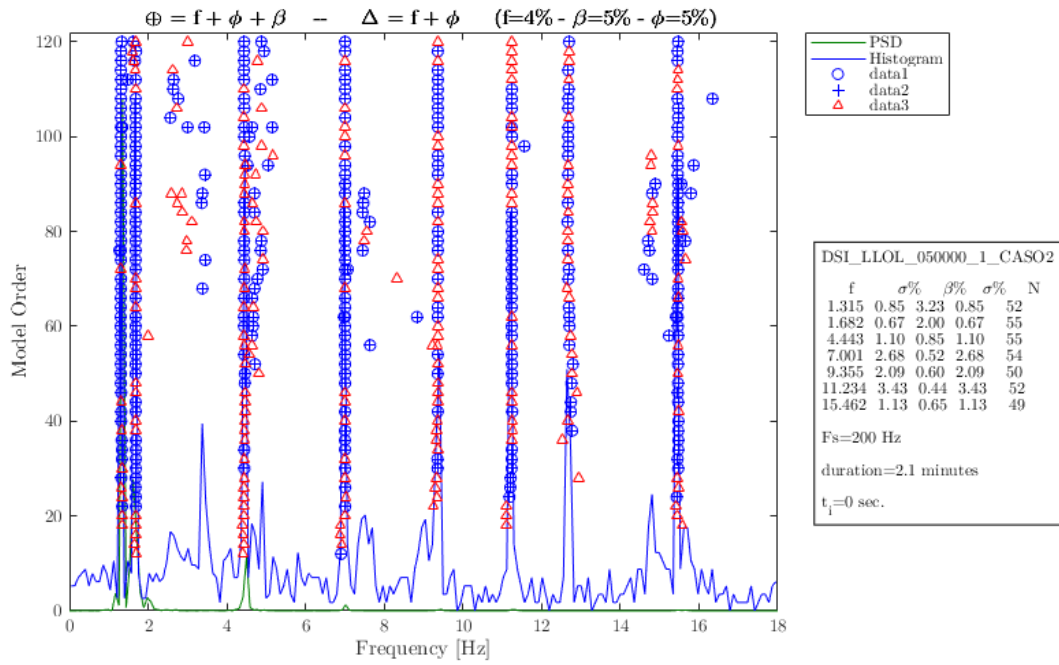 ⊕ = f + ϕ + β -- Δ = f + ϕ (f=4% - β=5% - ϕ=5%)
120
100
80
60
40
20
0
Model Order
0 2 4 6 8 10 12 14 16 18
Frequency [Hz]
PSD
Histogram
data1
data2
data3
DSI_LLOL_050000_1_CASO2
f σ% β% σ% N
1.315 0.85 3.23 0.85 52
1.682 0.67 2.00 0.67 55
4.443 1.10 0.85 1.10 55
7.001 2.68 0.52 2.68 54
9.355 2.09 0.60 2.09 50
11.234 3.43 0.44 3.43 52
15.462 1.13 0.65 1.13 49
Fs=200 Hz
duration=2.1 minutes
t_i=0 sec.